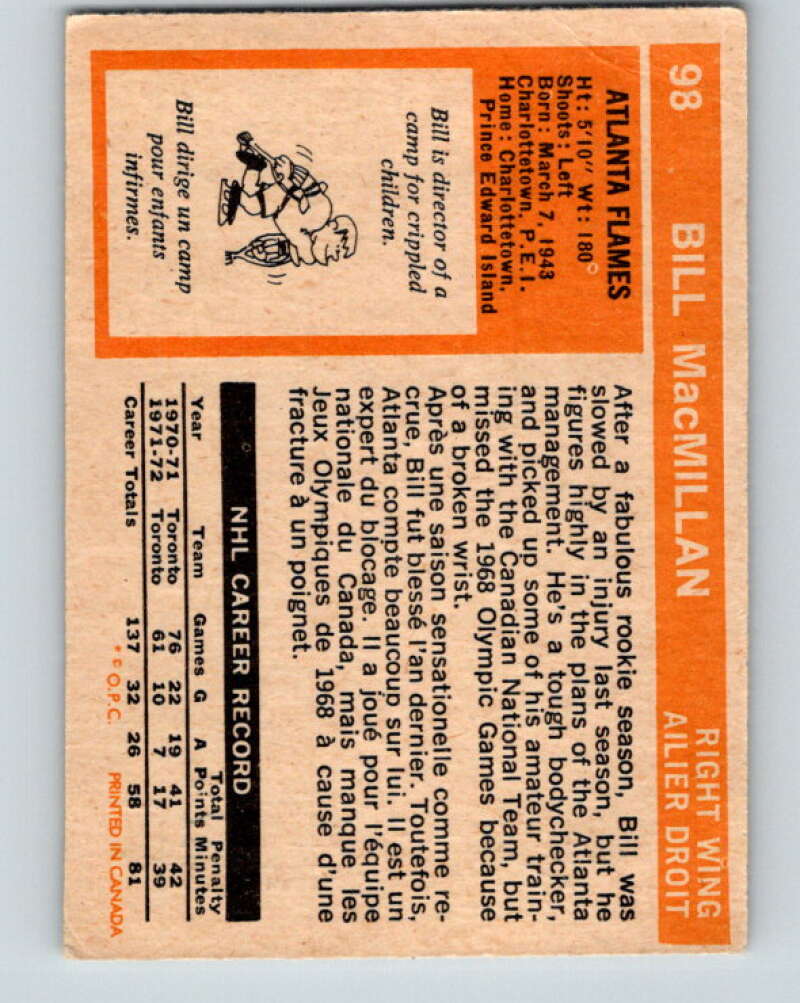 98 BILL MacMILLAN
RIGHT WING
AILIER DROIT
ATLANTA FLAMES
Ht: 5'10" Wt: 180
Shoots: Left
Born: March 7, 1943
Charlottetown, P.E.I.
Home: Charlottetown,
Prince Edward Island
Bill is director of a
camp for crippled
children.
Bill dirige un camp
pour enfants
infirmes.
After a fabulous rookie season, Bill was
slowed by an injury last season, but he
figures highly in the plans of the Atlanta
management. He's a tough bodychecker,
and picked up some of his amateur train-
ing with the Canadian National Team, but
missed the 1968 Olympic Games because
of a broken wrist.
Après une saison sensationelle comme re-
crue, Bill fut blessé l'an dernier. Toutefois,
Atlanta compte beaucoup sur lui. Il est un
expert du blocage. Il a joué pour l'équipe
nationale du Canada, mais manque les
Jeux Olympiques de 1968 à cause d'une
fracture à un poignet.
NHL CAREER RECORD
Total Penalty
Year Team Games G A Points Minutes
1970-71 Toronto 76 22 19 41 42
1971-72 Toronto 61 10 7 17 39
Career Totals 137 32 26 58 81
* © O.P.C. PRINTED IN CANADA